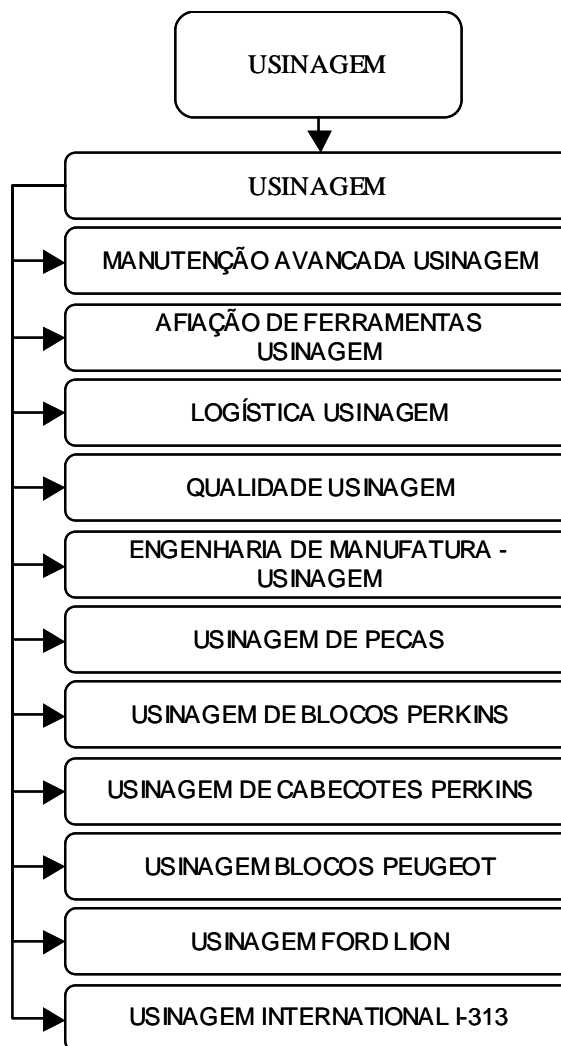 USINAGEM
USINAGEM
MANUTENÇÃO AVANCADA USINAGEM
AFIAÇÃO DE FERRAMENTAS
USINAGEM
LOGÍSTICA USINAGEM
QUALIDADE USINAGEM
ENGENHARIA DE MANUFATURA -
USINAGEM
USINAGEM DE PECAS
USINAGEM DE BLOCOS PERKINS
USINAGEM DE CABECOTES PERKINS
USINAGEM BLOCOS PEUGEOT
USINAGEM FORD LION
USINAGEM INTERNATIONAL I-313